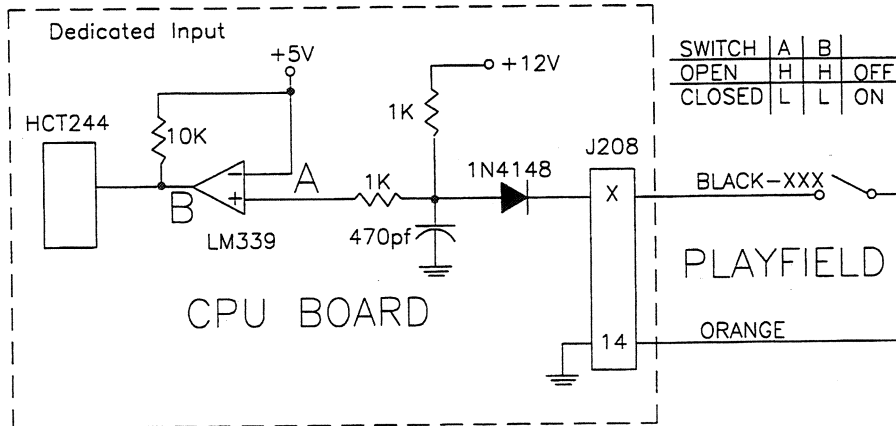 Dedicated Input
+5V
+12V
SWITCH A B
OPEN H H OFF
CLOSED L L ON
HCT244
10K
1K
J208
A
1K
1N4148
X
BLACK-XXX
B
LM339
470pf
PLAYFIELD
CPU BOARD
14
ORANGE
−
+